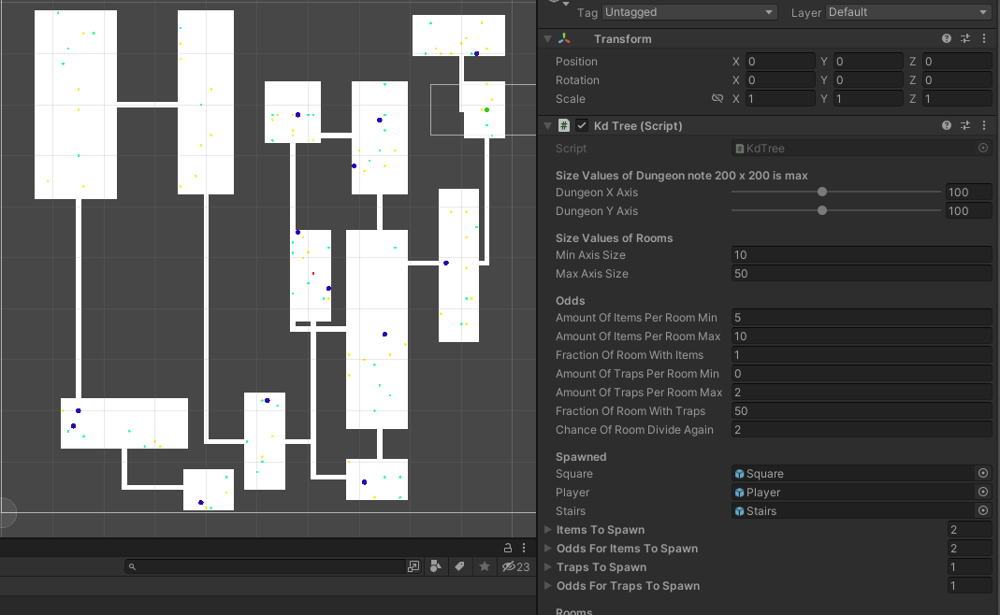 Tag Untagged Layer Default
Transform
Position X 0 Y 0 Z 0
Rotation X 0 Y 0 Z 0
Scale X 1 Y 1 Z 1
# Kd Tree (Script)
Script # KdTree
Size Values of Dungeon note 200 x 200 is max
Dungeon X Axis 100
Dungeon Y Axis 100
Size Values of Rooms
Min Axis Size 10
Max Axis Size 50
Odds
Amount Of Items Per Room Min 5
Amount Of Items Per Room Max 10
Fraction Of Room With Items 1
Amount Of Traps Per Room Min 0
Amount Of Traps Per Room Max 2
Fraction Of Room With Traps 50
Chance Of Room Divide Again 2
Spawned
Square Square
Player Player
Stairs Stairs
Items To Spawn 2
Odds For Items To Spawn 2
Traps To Spawn 1
Odds For Traps To Spawn 1
Rooms
23